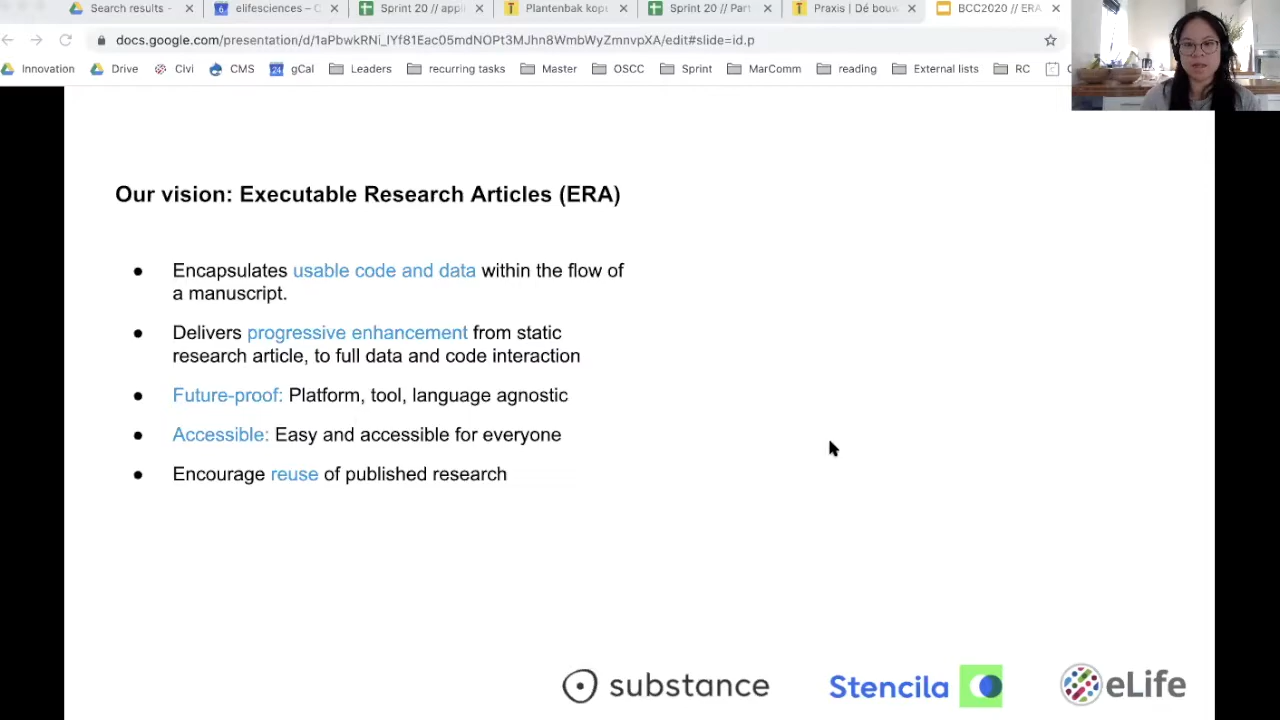 Search results -
elifesciences – C
Sprint 20 // appli
Plantenbak kope
Sprint 20 // Part
Praxis | Dé bouw
BCC2020 // ERA
docs.google.com/presentation/d/1aPbwkRNi_lYf81Eac05mdNOPt3MJhn8WmbWyZmnvpXA/edit#slide=id.p
Innovation
Drive
Civi
CMS
24 gCal
Leaders
recurring tasks
Master
OSCC
Sprint
MarComm
reading
External lists
RC
Our vision: Executable Research Articles (ERA)
● Encapsulates usable code and data within the flow of
a manuscript.
● Delivers progressive enhancement from static
research article, to full data and code interaction
● Future-proof: Platform, tool, language agnostic
● Accessible: Easy and accessible for everyone
● Encourage reuse of published research
substance
Stencila
eLife